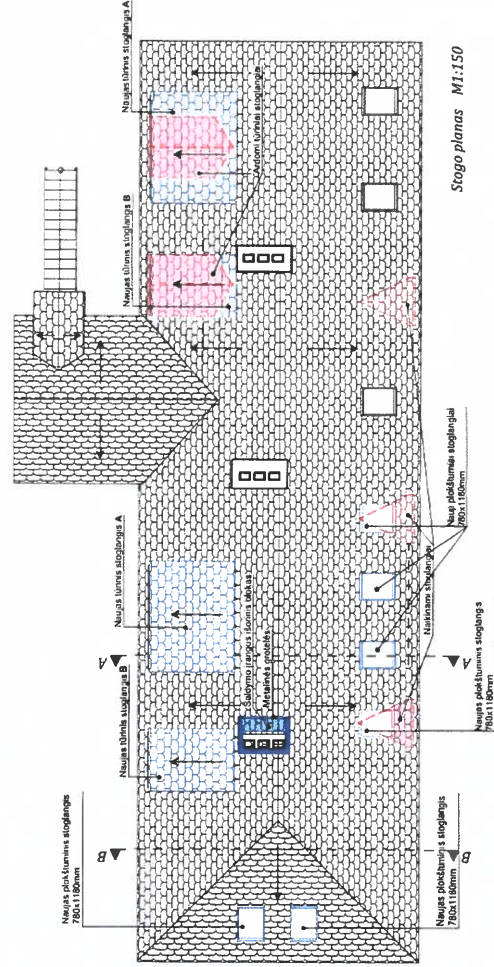 Naujas tūrinis stoglangis A
Naujas tūrinis stoglangis B
Ardomi tūriniai stoglangiai
Stogo planas M1:150
Naujas tūrinis stoglangis A
Naujas tūrinis stoglangis B
Šaldymo įrangos išorinis blokas
Metalinės grotelės
Nauji plokštuminiai stoglangiai
780x1180mm
Naikinami stoglangiai
Naujas plokštuminis stoglangis
780x1180mm
A
A
Naujas plokštuminis stoglangis
780x1180mm
B
B
Naujas plokštuminis stoglangis
780x1180mm